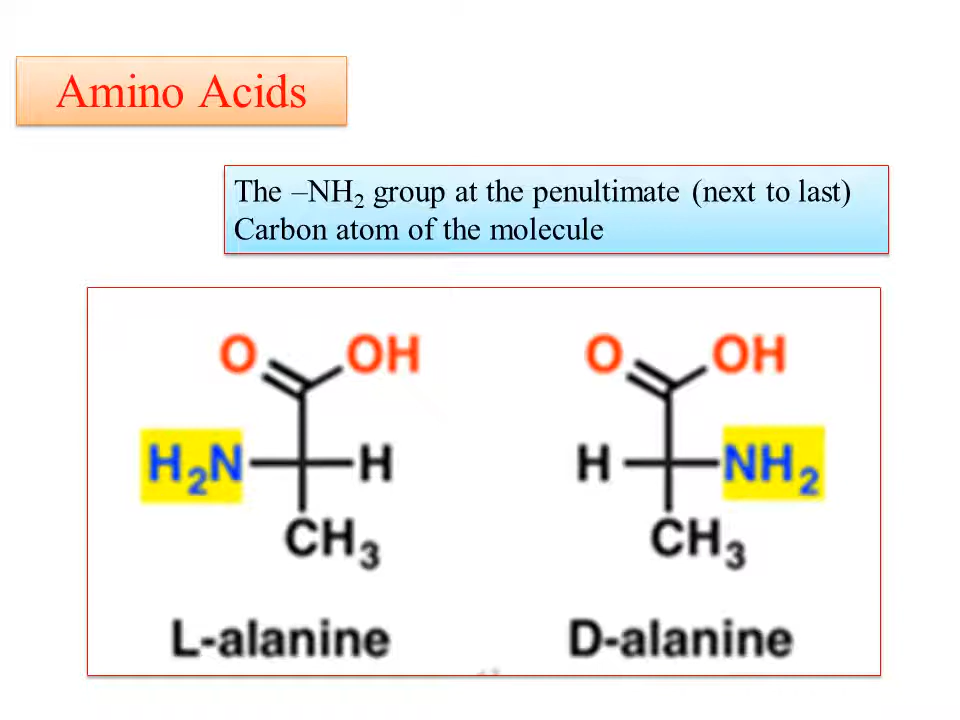 Amino Acids
The –NH₂ group at the penultimate (next to last)
Carbon atom of the molecule
O OH O OH
H₂N H H NH₂
CH₃ CH₃
L-alanine D-alanine